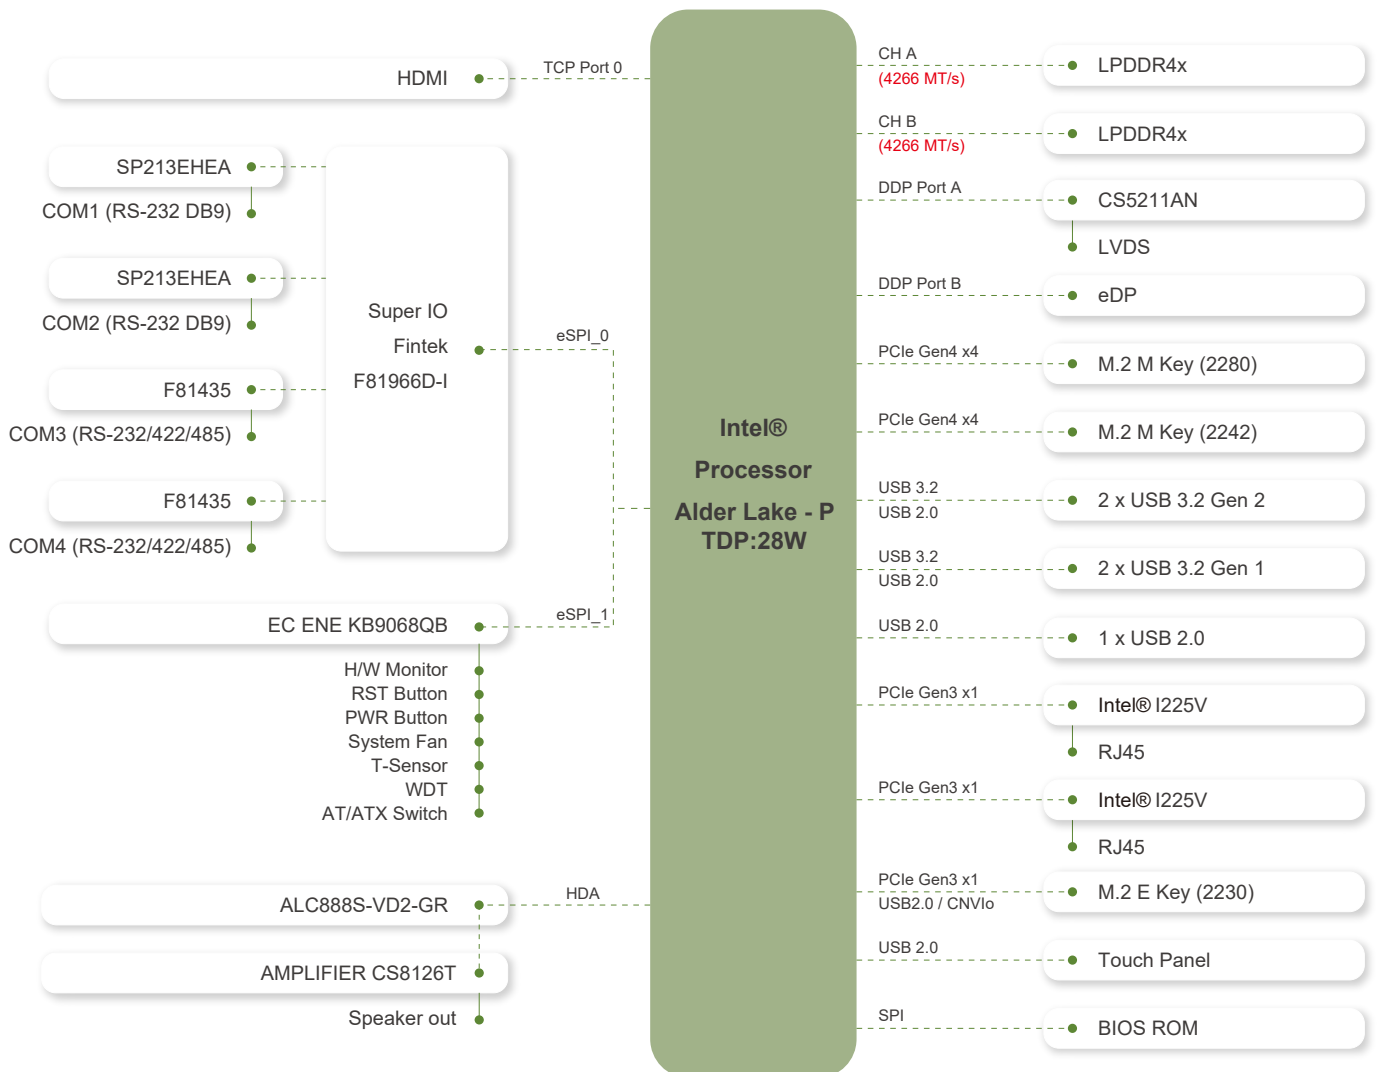 HDMI
TCP Port 0
SP213EHEA
COM1 (RS-232 DB9)
SP213EHEA
COM2 (RS-232 DB9)
F81435
COM3 (RS-232/422/485)
F81435
COM4 (RS-232/422/485)
Super IO
Fintek
F81966D-I
eSPI_0
eSPI_1
EC ENE KB9068QB
H/W Monitor
RST Button
PWR Button
System Fan
T-Sensor
WDT
AT/ATX Switch
ALC888S-VD2-GR
HDA
AMPLIFIER CS8126T
Speaker out
Intel®
Processor
Alder Lake - P
TDP:28W
CH A
(4266 MT/s)
LPDDR4x
CH B
(4266 MT/s)
LPDDR4x
DDP Port A
CS5211AN
LVDS
DDP Port B
eDP
PCIe Gen4 x4
M.2 M Key (2280)
PCIe Gen4 x4
M.2 M Key (2242)
USB 3.2
USB 2.0
2 x USB 3.2 Gen 2
USB 3.2
USB 2.0
2 x USB 3.2 Gen 1
USB 2.0
1 x USB 2.0
PCIe Gen3 x1
Intel® I225V
RJ45
PCIe Gen3 x1
Intel® I225V
RJ45
PCIe Gen3 x1
USB2.0 / CNVIo
M.2 E Key (2230)
USB 2.0
Touch Panel
SPI
BIOS ROM